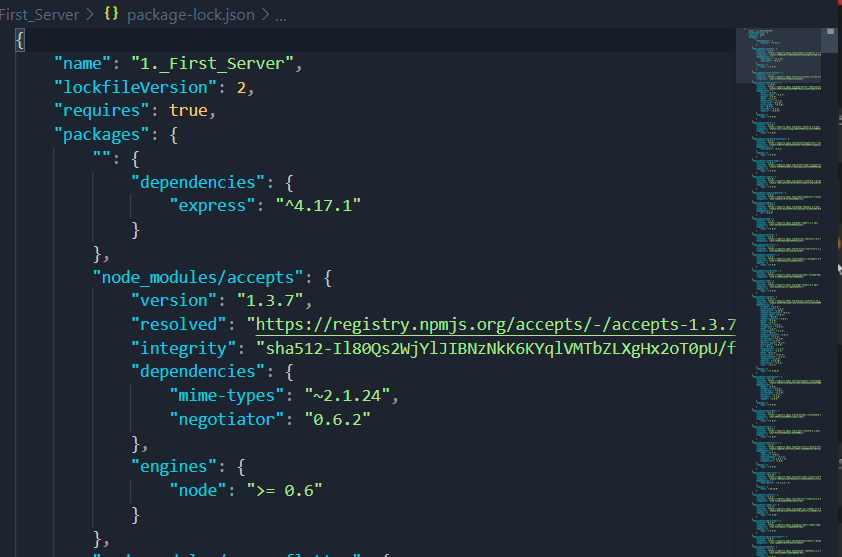 First_Server > {} package-lock.json > ...
{
"name": "1._First_Server",
"lockfileVersion": 2,
"requires": true,
"packages": {
"": {
"dependencies": {
"express": "^4.17.1"
}
},
"node_modules/accepts": {
"version": "1.3.7",
"resolved": "https://registry.npmjs.org/accepts/-/accepts-1.3.7
"integrity": "sha512-Il80Qs2WjYlJIBNzNkK6KYqlVMTbZLXgHx2oT0pU/f
"dependencies": {
"mime-types": "~2.1.24",
"negotiator": "0.6.2"
},
"engines": {
"node": ">= 0.6"
}
},